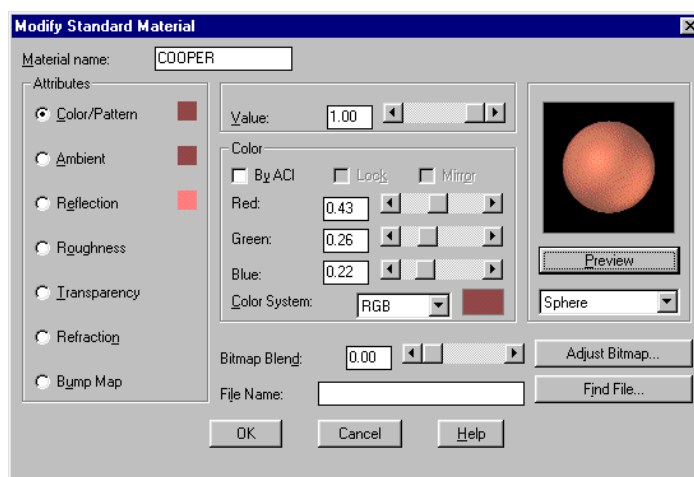 Modify Standard Material
Material name: COOPER
Attributes
Color/Pattern
Ambient
Reflection
Roughness
Transparency
Refraction
Bump Map
Value: 1.00
Color
By ACI Lock Mirror
Red: 0.43
Green: 0.26
Blue: 0.22
Color System: RGB
Preview
Sphere
Bitmap Blend: 0.00
Adjust Bitmap...
File Name:
Find File...
OK Cancel Help